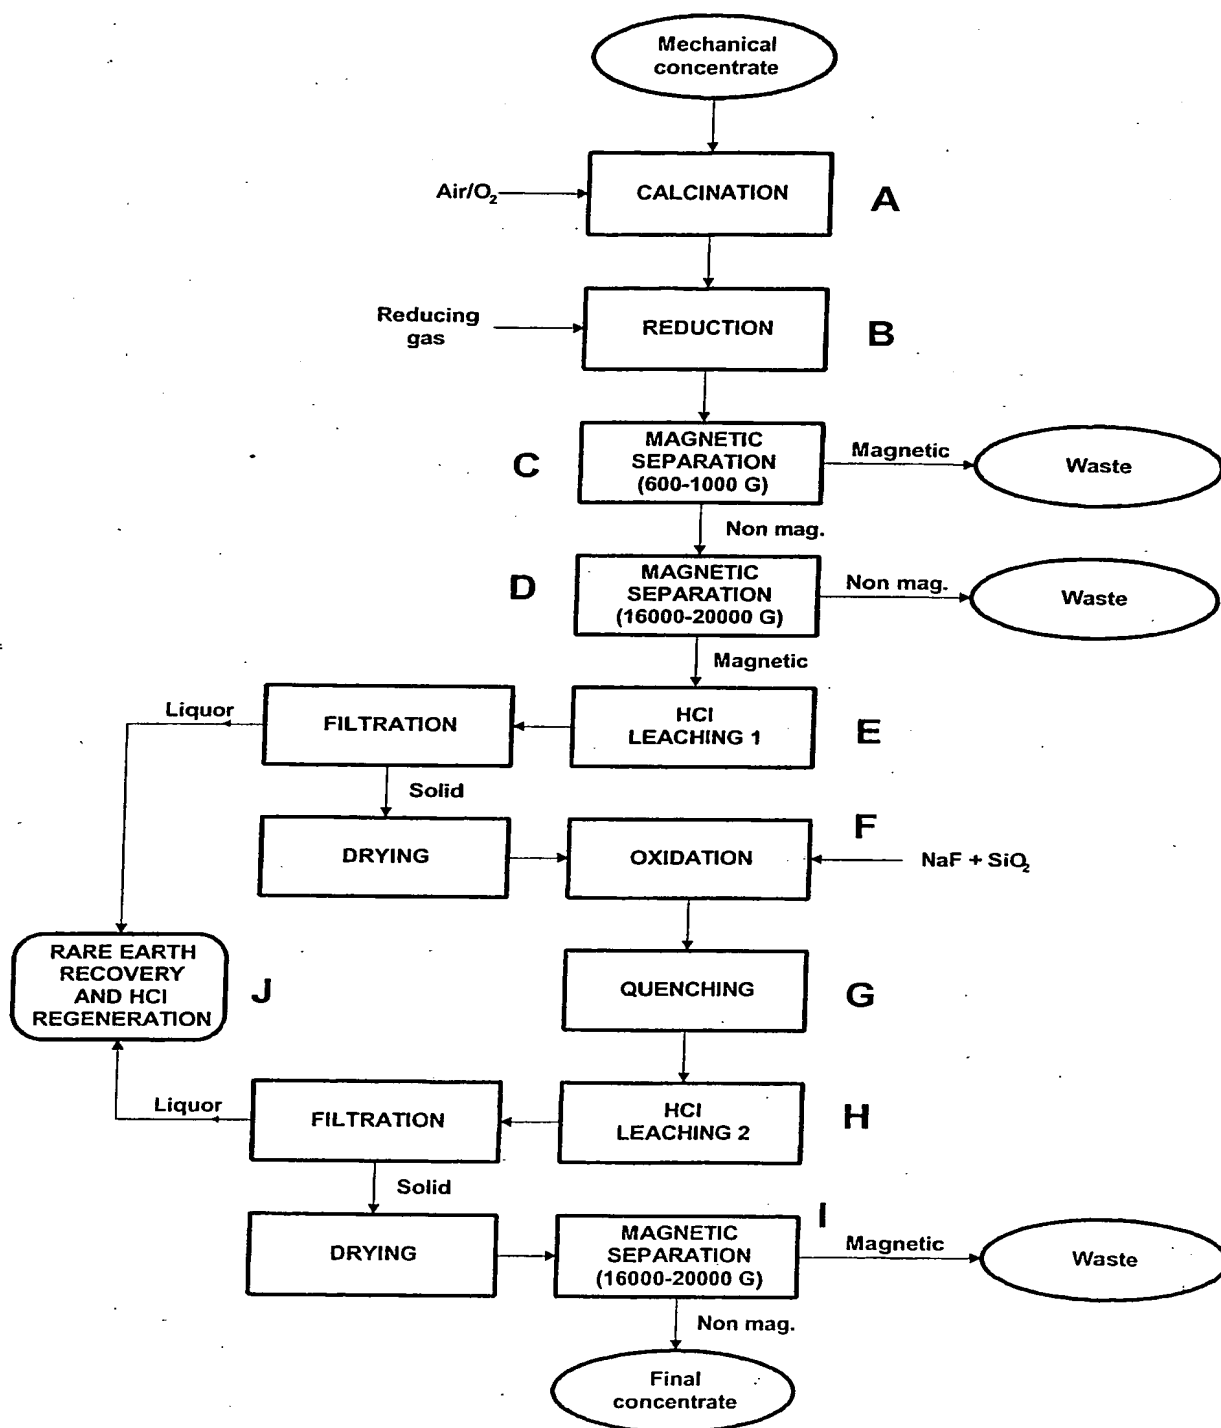 Mechanical
concentrate
Air/O₂
CALCINATION
A
Reducing
gas
REDUCTION
B
C
MAGNETIC
SEPARATION
(600-1000 G)
Magnetic
Waste
Non mag.
D
MAGNETIC
SEPARATION
(16000-20000 G)
Non mag.
Waste
Magnetic
Liquor
FILTRATION
HCl
LEACHING 1
E
Solid
DRYING
OXIDATION
F
NaF + SiO₂
RARE EARTH
RECOVERY
AND HCl
REGENERATION
J
QUENCHING
G
Liquor
FILTRATION
HCl
LEACHING 2
H
Solid
DRYING
MAGNETIC
SEPARATION
(16000-20000 G)
I
Magnetic
Waste
Non mag.
Final
concentrate